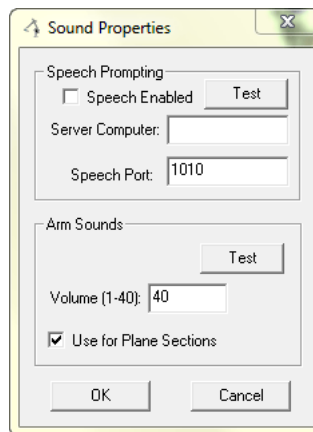 Sound Properties
x
Speech Prompting
Speech Enabled
Test
Server Computer:
Speech Port: 1010
Arm Sounds
Test
Volume (1-40): 40
Use for Plane Sections
OK Cancel